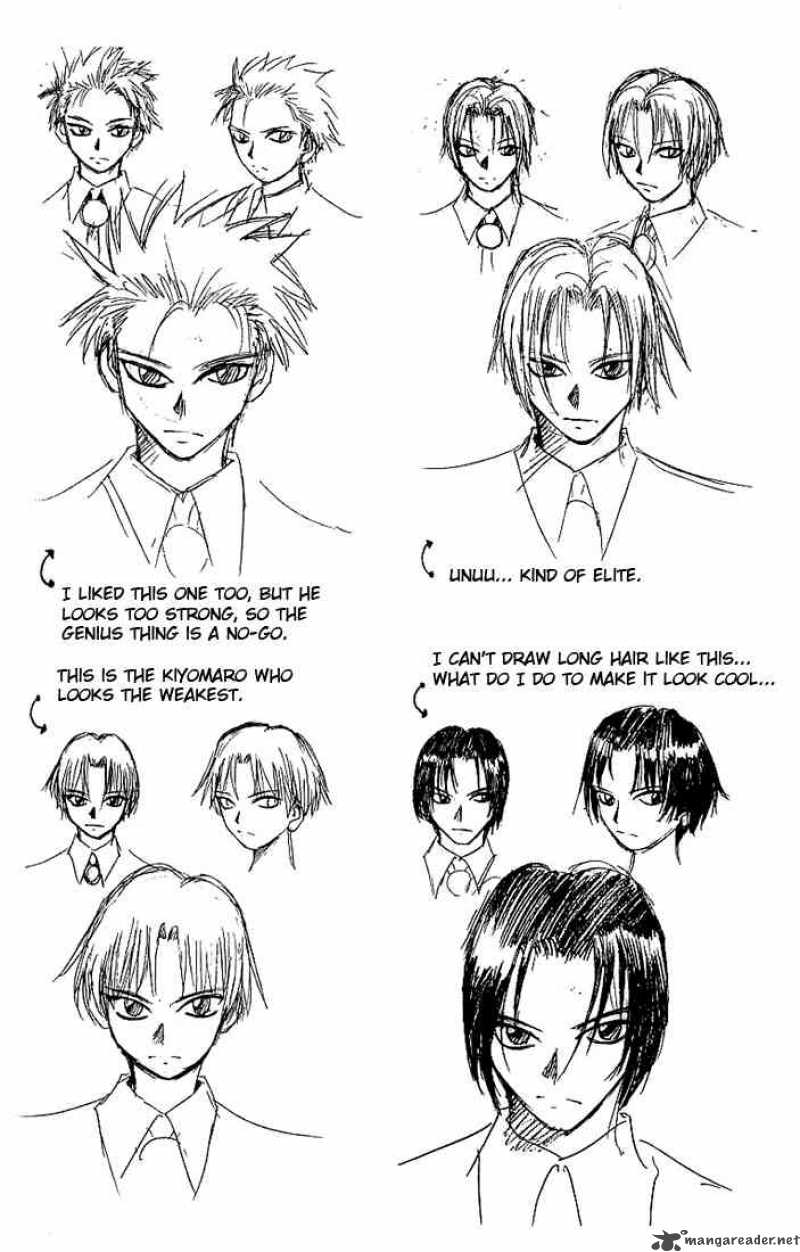 I LIKED THIS ONE TOO, BUT HE
LOOKS TOO STRONG, SO THE
GENIUS THING IS A NO-GO.
UNUU... KIND OF ELITE.
THIS IS THE KIYOMARO WHO
LOOKS THE WEAKEST.
I CAN'T DRAW LONG HAIR LIKE THIS...
WHAT DO I DO TO MAKE IT LOOK COOL...
mangareader.net